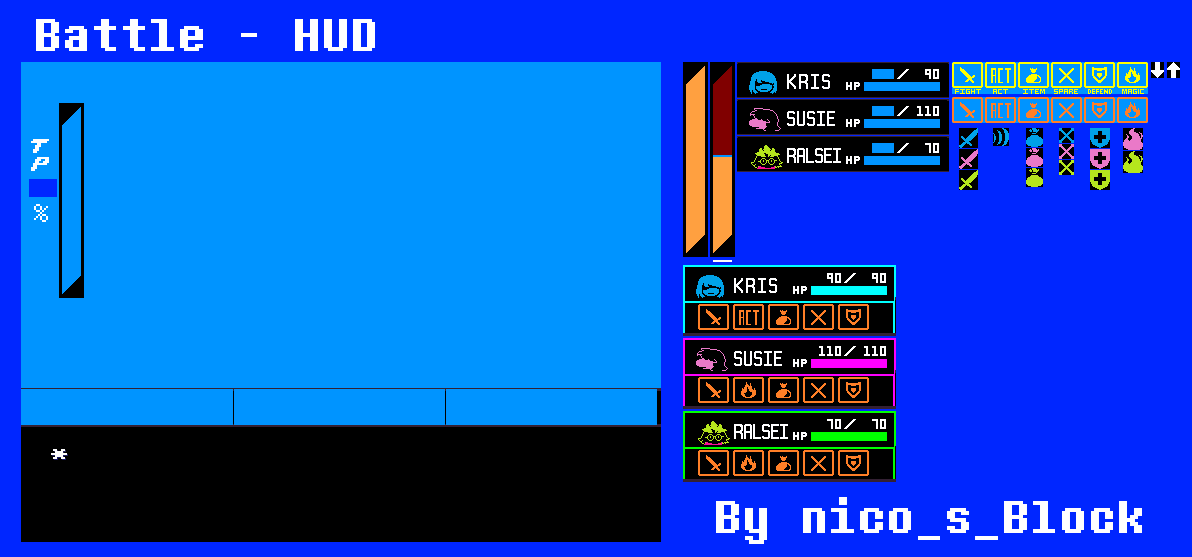 Battle - HUD
TP
%
*
KRIS HP / 90
SUSIE HP / 110
RALSEI HP / 70
ACT
FIGHT ACT ITEM SPARE DEFEND MAGIC
ACT
KRIS HP 90/ 90
ACT
SUSIE HP 110/ 110
RALSEI HP 70/ 70
By nico_s_Block